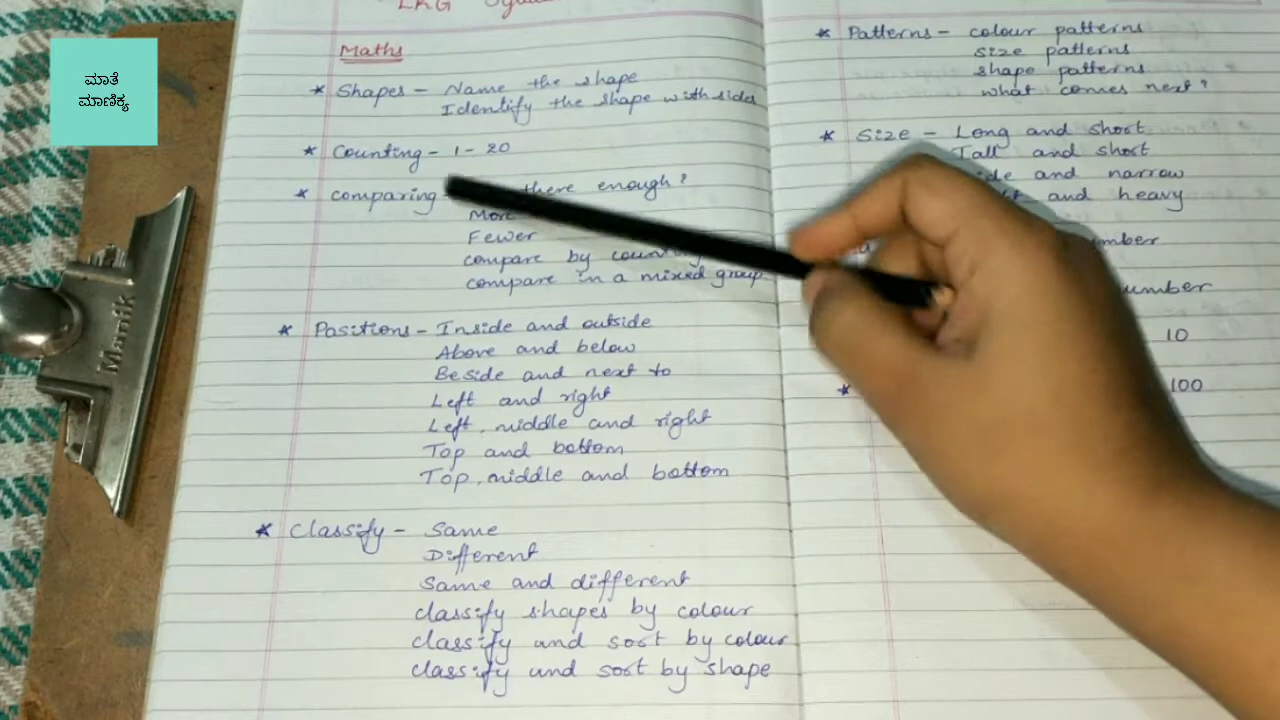 ಮಾತೆ
ಮಾಣಿಕ್ಯ
Manik
LKG
Maths
* Shapes - Name the shape
Identify the shape with sides
* Counting - 1 - 20
* comparing - there enough?
More
Fewer
compare by counting
compare in a mixed group
* Positions - Inside and outside
Above and below
Beside and next to
Left and right
Left, middle and right
Top and bottom
Top, middle and bottom
* Classify - Same
Different
Same and different
classify shapes by colour
classify and sort by colour
classify and sort by shape
* Patterns - colour patterns
size patterns
shape patterns
what comes next?
* Size - Long and short
Tall and short
and narrow
and heavy
10
* 100